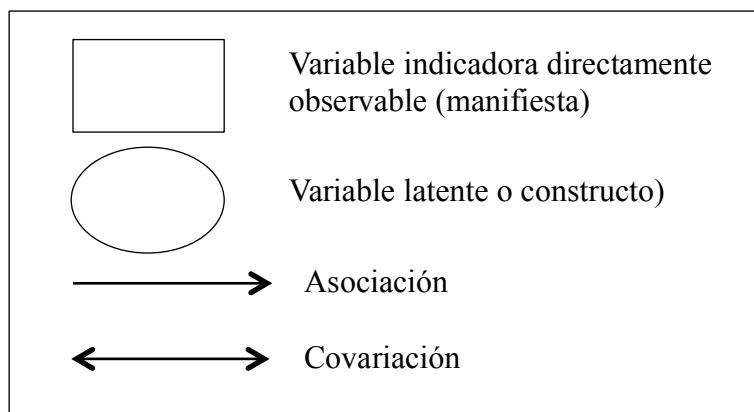 Variable indicadora directamente
observable (manifiesta)
Variable latente o constructo)
Asociación
Covariación